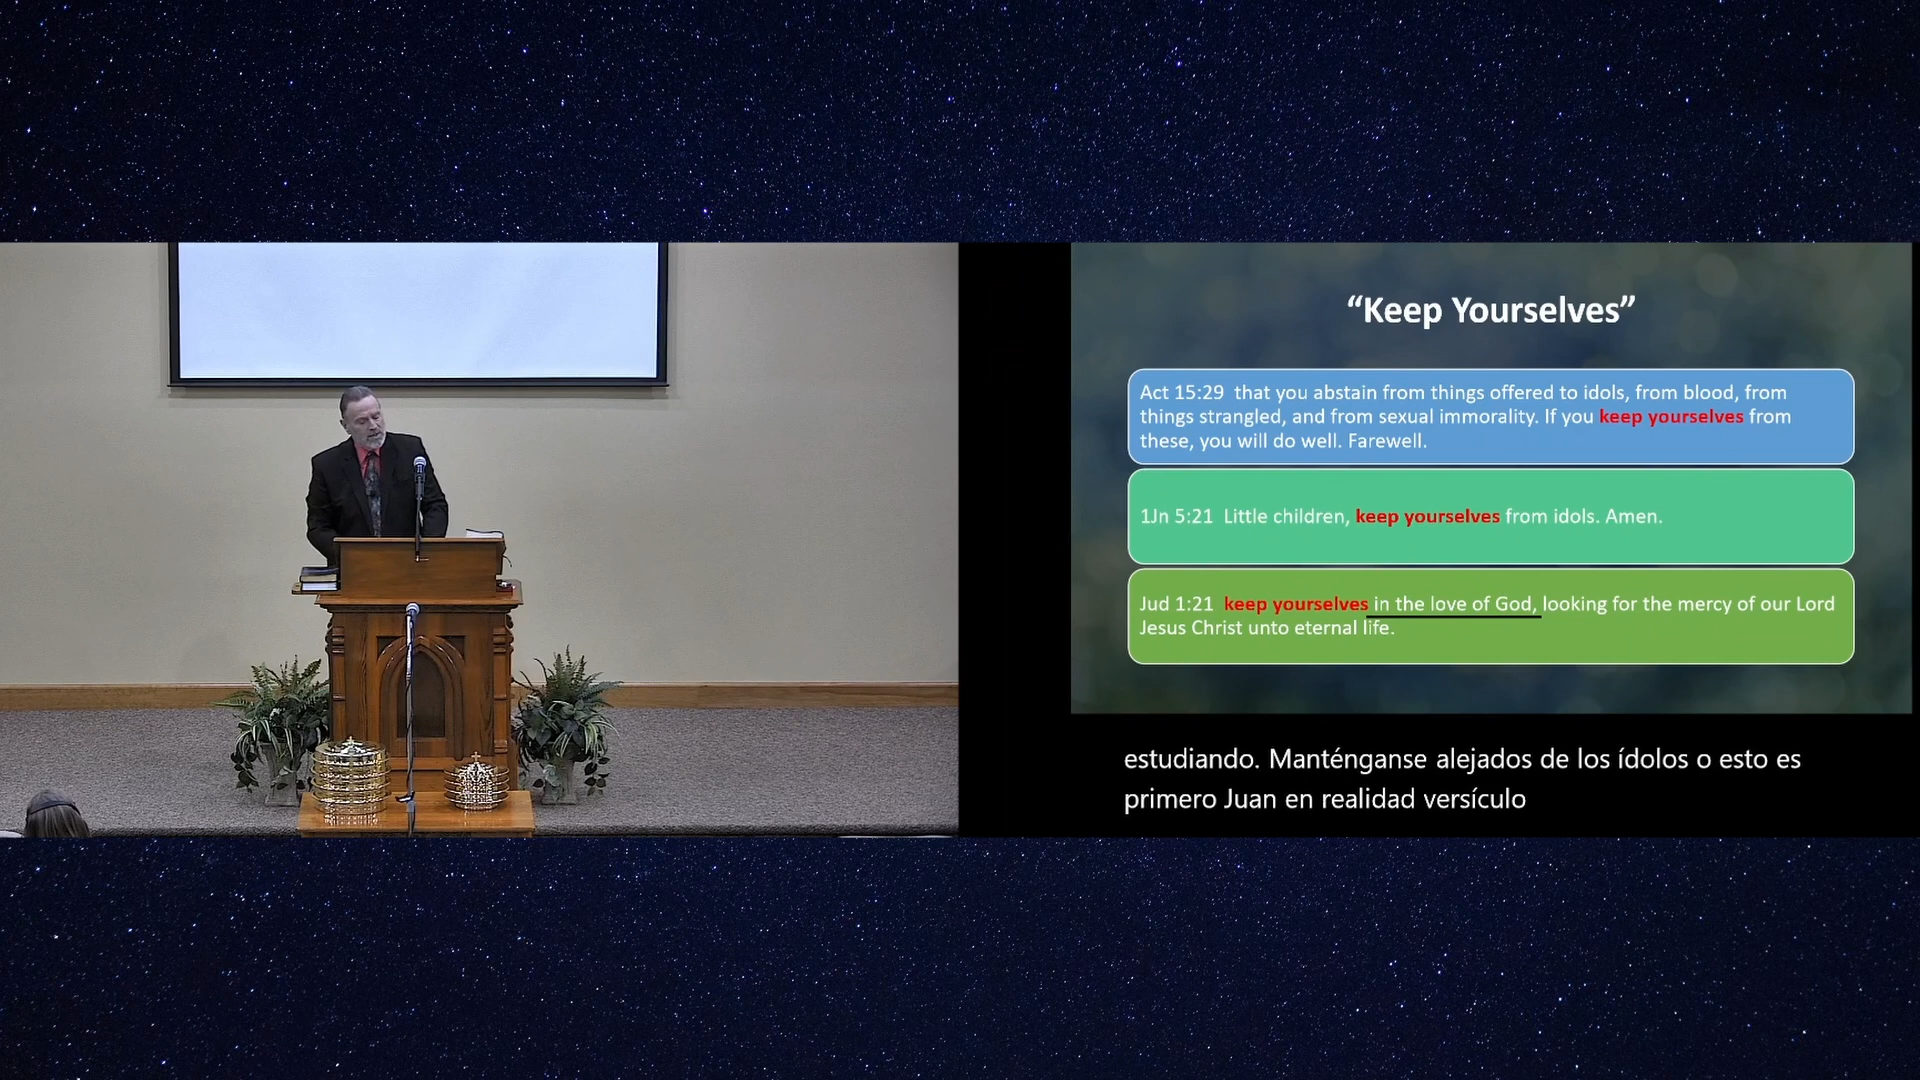 “Keep Yourselves”
Act 15:29  that you abstain from things offered to idols, from blood, from
things strangled, and from sexual immorality. If you keep yourselves from
these, you will do well. Farewell.
1Jn 5:21  Little children, keep yourselves from idols. Amen.
Jud 1:21  keep yourselves in the love of God, looking for the mercy of our Lord
Jesus Christ unto eternal life.
estudiando. Manténganse alejados de los ídolos o esto es
primero Juan en realidad versículo